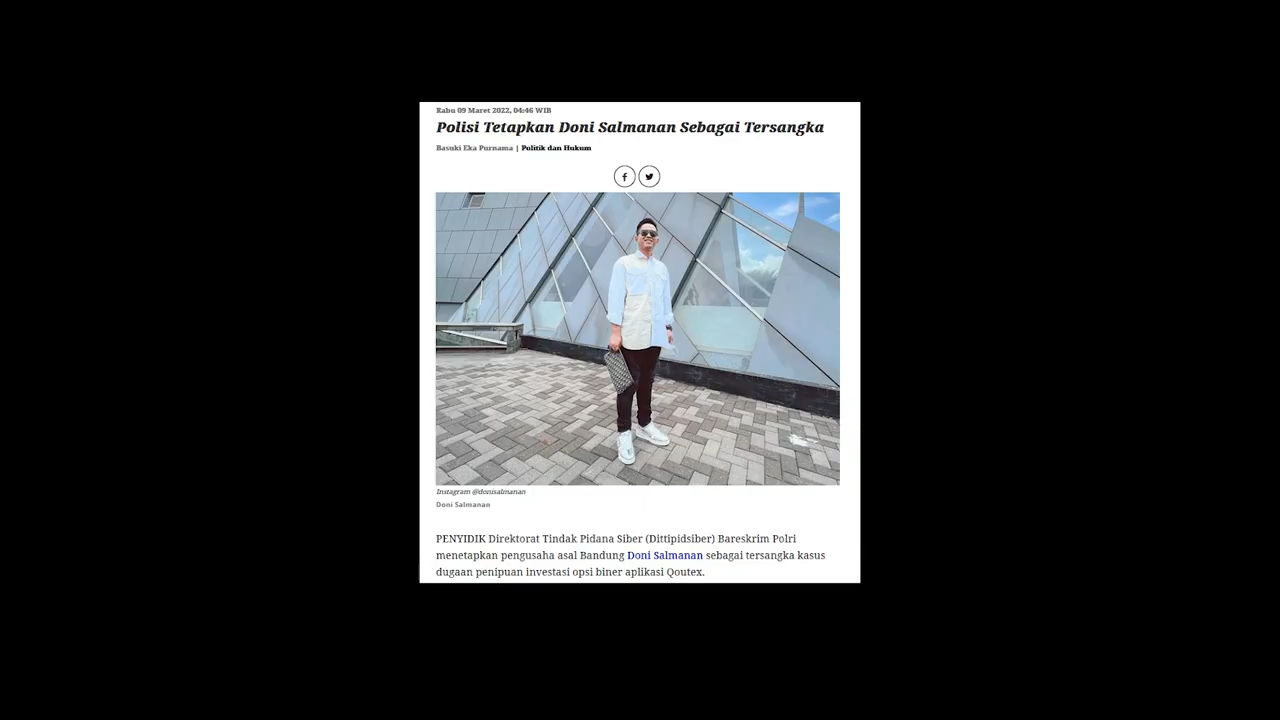 Rabu 09 Maret 2022, 04:46 WIB
Polisi Tetapkan Doni Salmanan Sebagai Tersangka
Basuki Eka Purnama | Politik dan Hukum
Instagram @donisalmanan
Doni Salmanan
PENYIDIK Direktorat Tindak Pidana Siber (Dittipidsiber) Bareskrim Polri
menetapkan pengusaha asal Bandung Doni Salmanan sebagai tersangka kasus
dugaan penipuan investasi opsi biner aplikasi Qoutex.